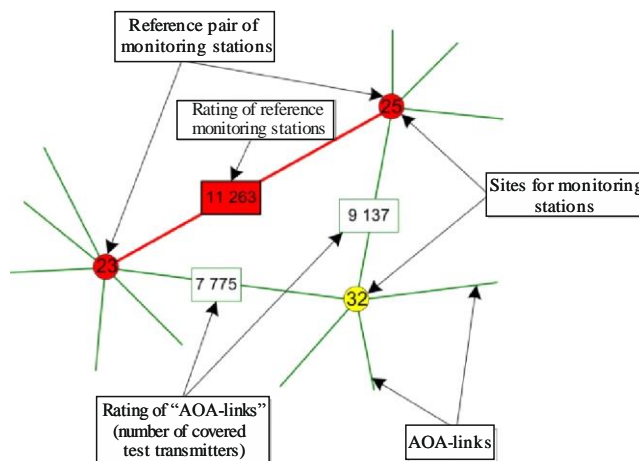 Reference pair of
monitoring stations
25
Rating of reference
monitoring stations
11 263
Sites for monitoring
stations
9 137
23
7 775
32
Rating of “AOA-links”
(number of covered
test transmitters)
AOA-links